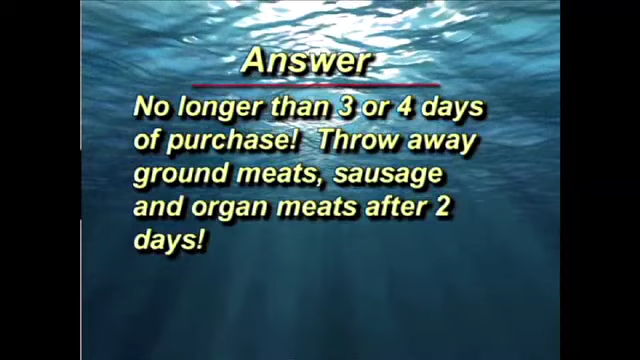 Answer
No longer than 3 or 4 days
of purchase! Throw away
ground meats, sausage
and organ meats after 2
days!